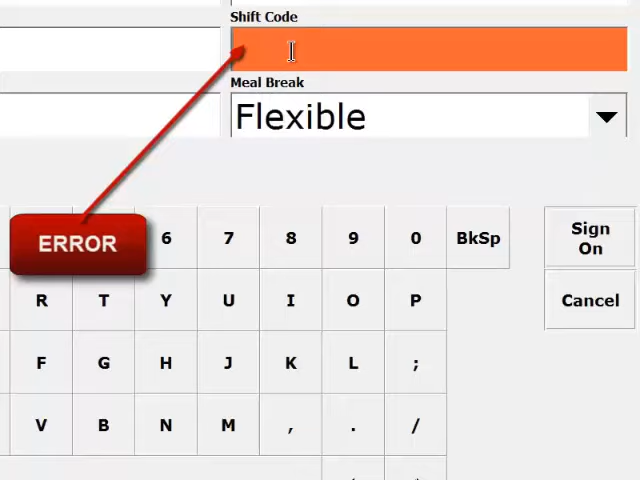 Shift Code
Meal Break
Flexible
ERROR
6 7 8 9 0 BkSp
Sign
On
R T Y U I O P
Cancel
F G H J K L ;
V B N M , . /